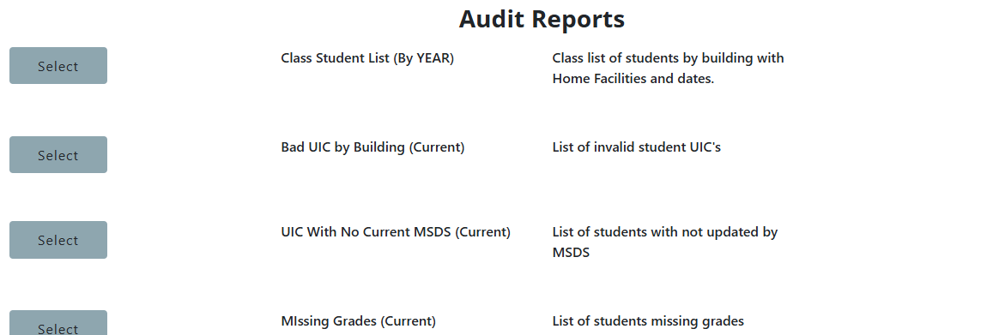 Audit Reports
Select
Class Student List (By YEAR)
Class list of students by building with
Home Facilities and dates.
Select
Bad UIC by Building (Current)
List of invalid student UIC's
Select
UIC With No Current MSDS (Current)
List of students with not updated by
MSDS
Select
MIssing Grades (Current)
List of students missing grades